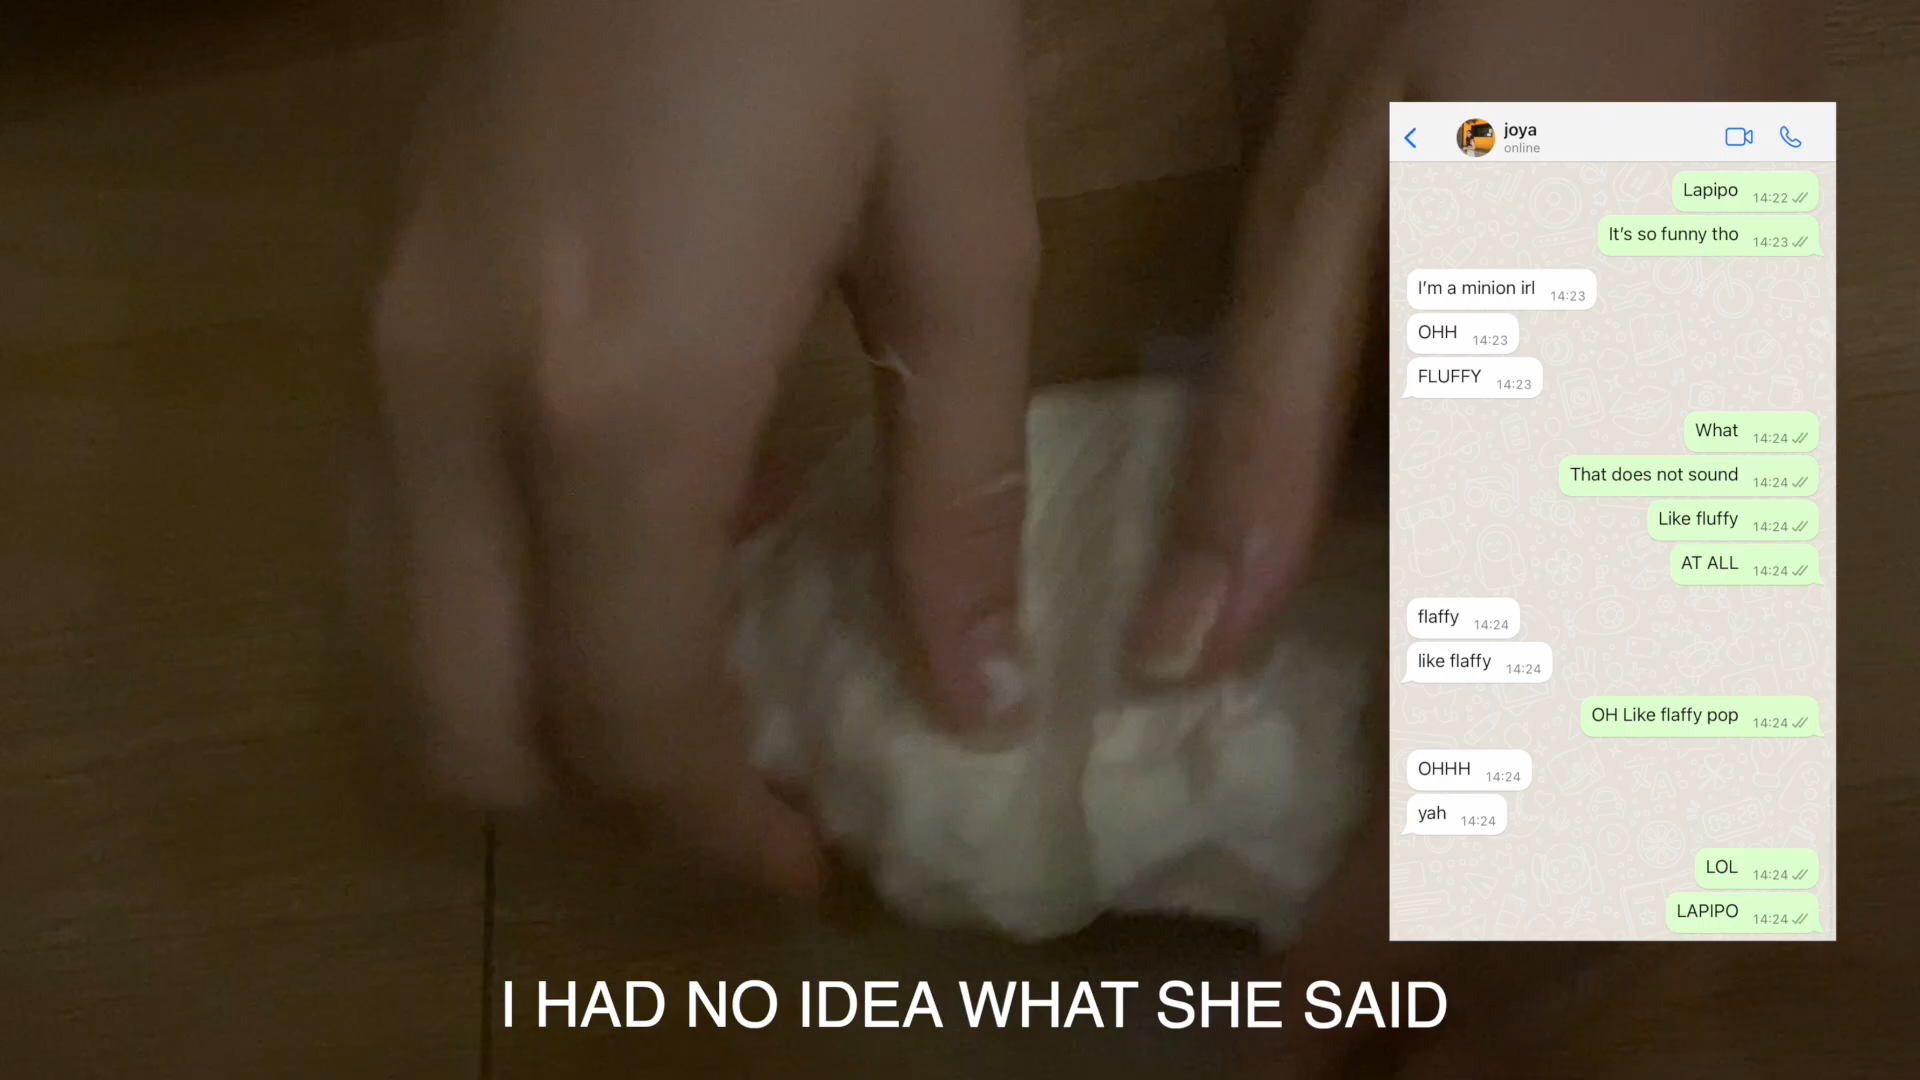 joya
online
Lapipo 14:22
It's so funny tho 14:23
I'm a minion irl 14:23
OHH 14:23
FLUFFY 14:23
What 14:24
That does not sound 14:24
Like fluffy 14:24
AT ALL 14:24
flaffy 14:24
like flaffy 14:24
OH Like flaffy pop 14:24
OHHH 14:24
yah 14:24
LOL 14:24
LAPIPO 14:24
I HAD NO IDEA WHAT SHE SAID